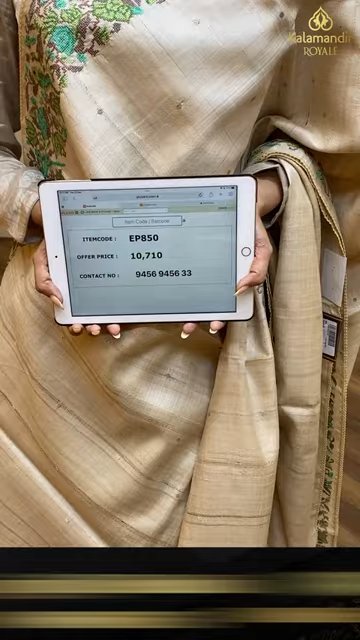 Kalamandir
ROYALE
Item Code / Barcode
ITEMCODE : EP850
OFFER PRICE : 10,710
CONTACT NO : 9456 9456 33